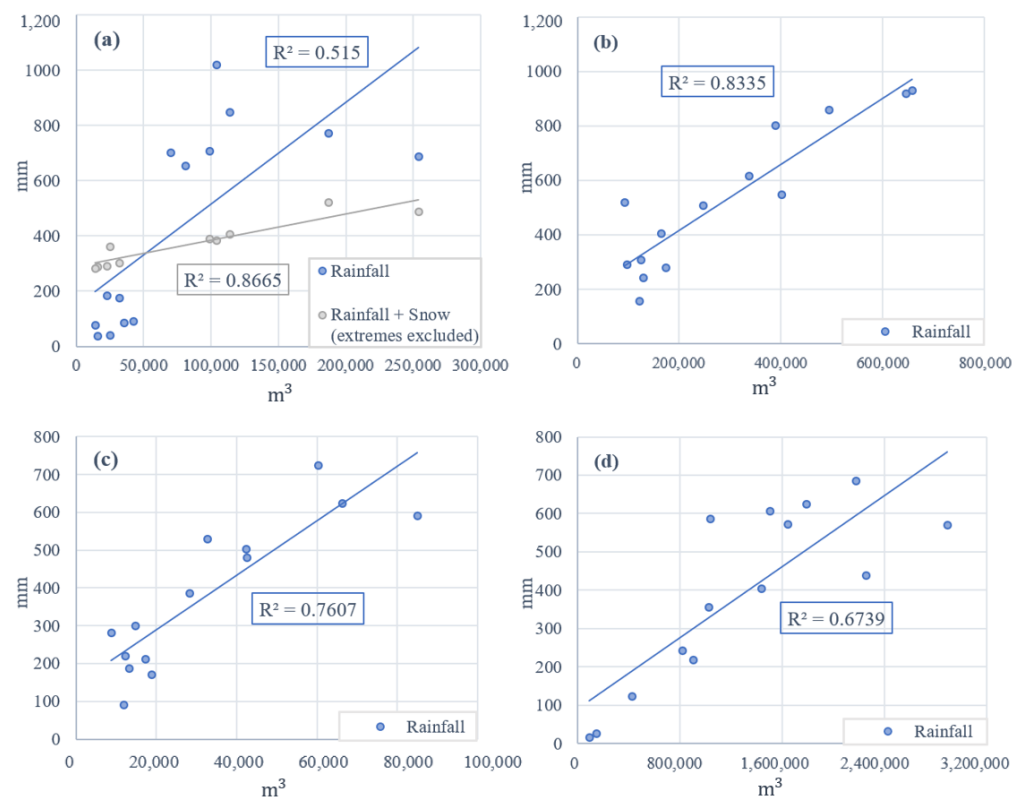 1,200
(a)
R² = 0.515
1000
800
mm
600
400
R² = 0.8665
Rainfall
200
Rainfall + Snow
(extremes excluded)
0
0 50,000 100,000 150,000 200,000 250,000 300,000
m³
1,200
(b)
R² = 0.8335
1000
800
mm
600
400
200
Rainfall
0
0 200,000 400,000 600,000 800,000
m³
800
(c)
700
600
500
mm
400
R² = 0.7607
300
200
100
Rainfall
0
0 20,000 40,000 60,000 80,000 100,000
m³
800
(d)
700
600
500
mm
400
R² = 0.6739
300
200
100
Rainfall
0
0 800,000 1,600,000 2,400,000 3,200,000
m³